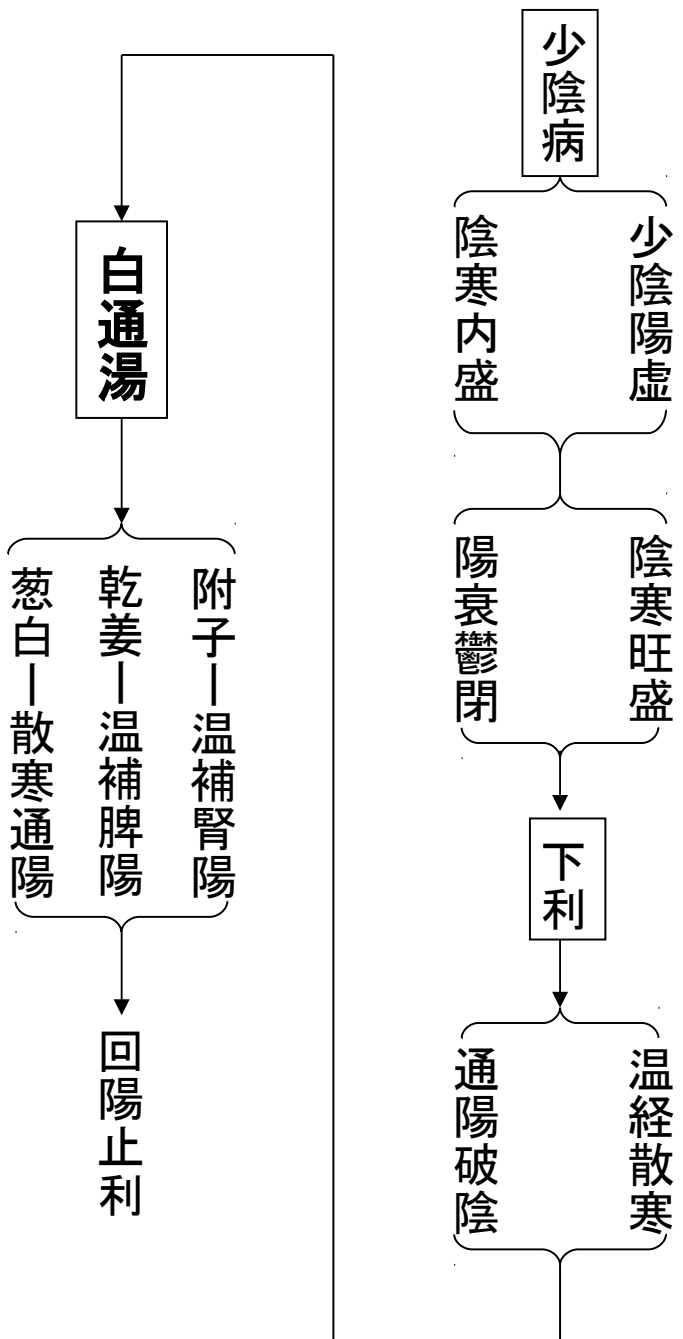 少陰病
少陰陽虚
陰寒内盛
陰寒旺盛
陽衰鬱閉
下利
温経散寒
通陽破陰
白通湯
附子ー温補腎陽
乾姜ー温補脾陽
葱白ー散寒通陽
回陽止利